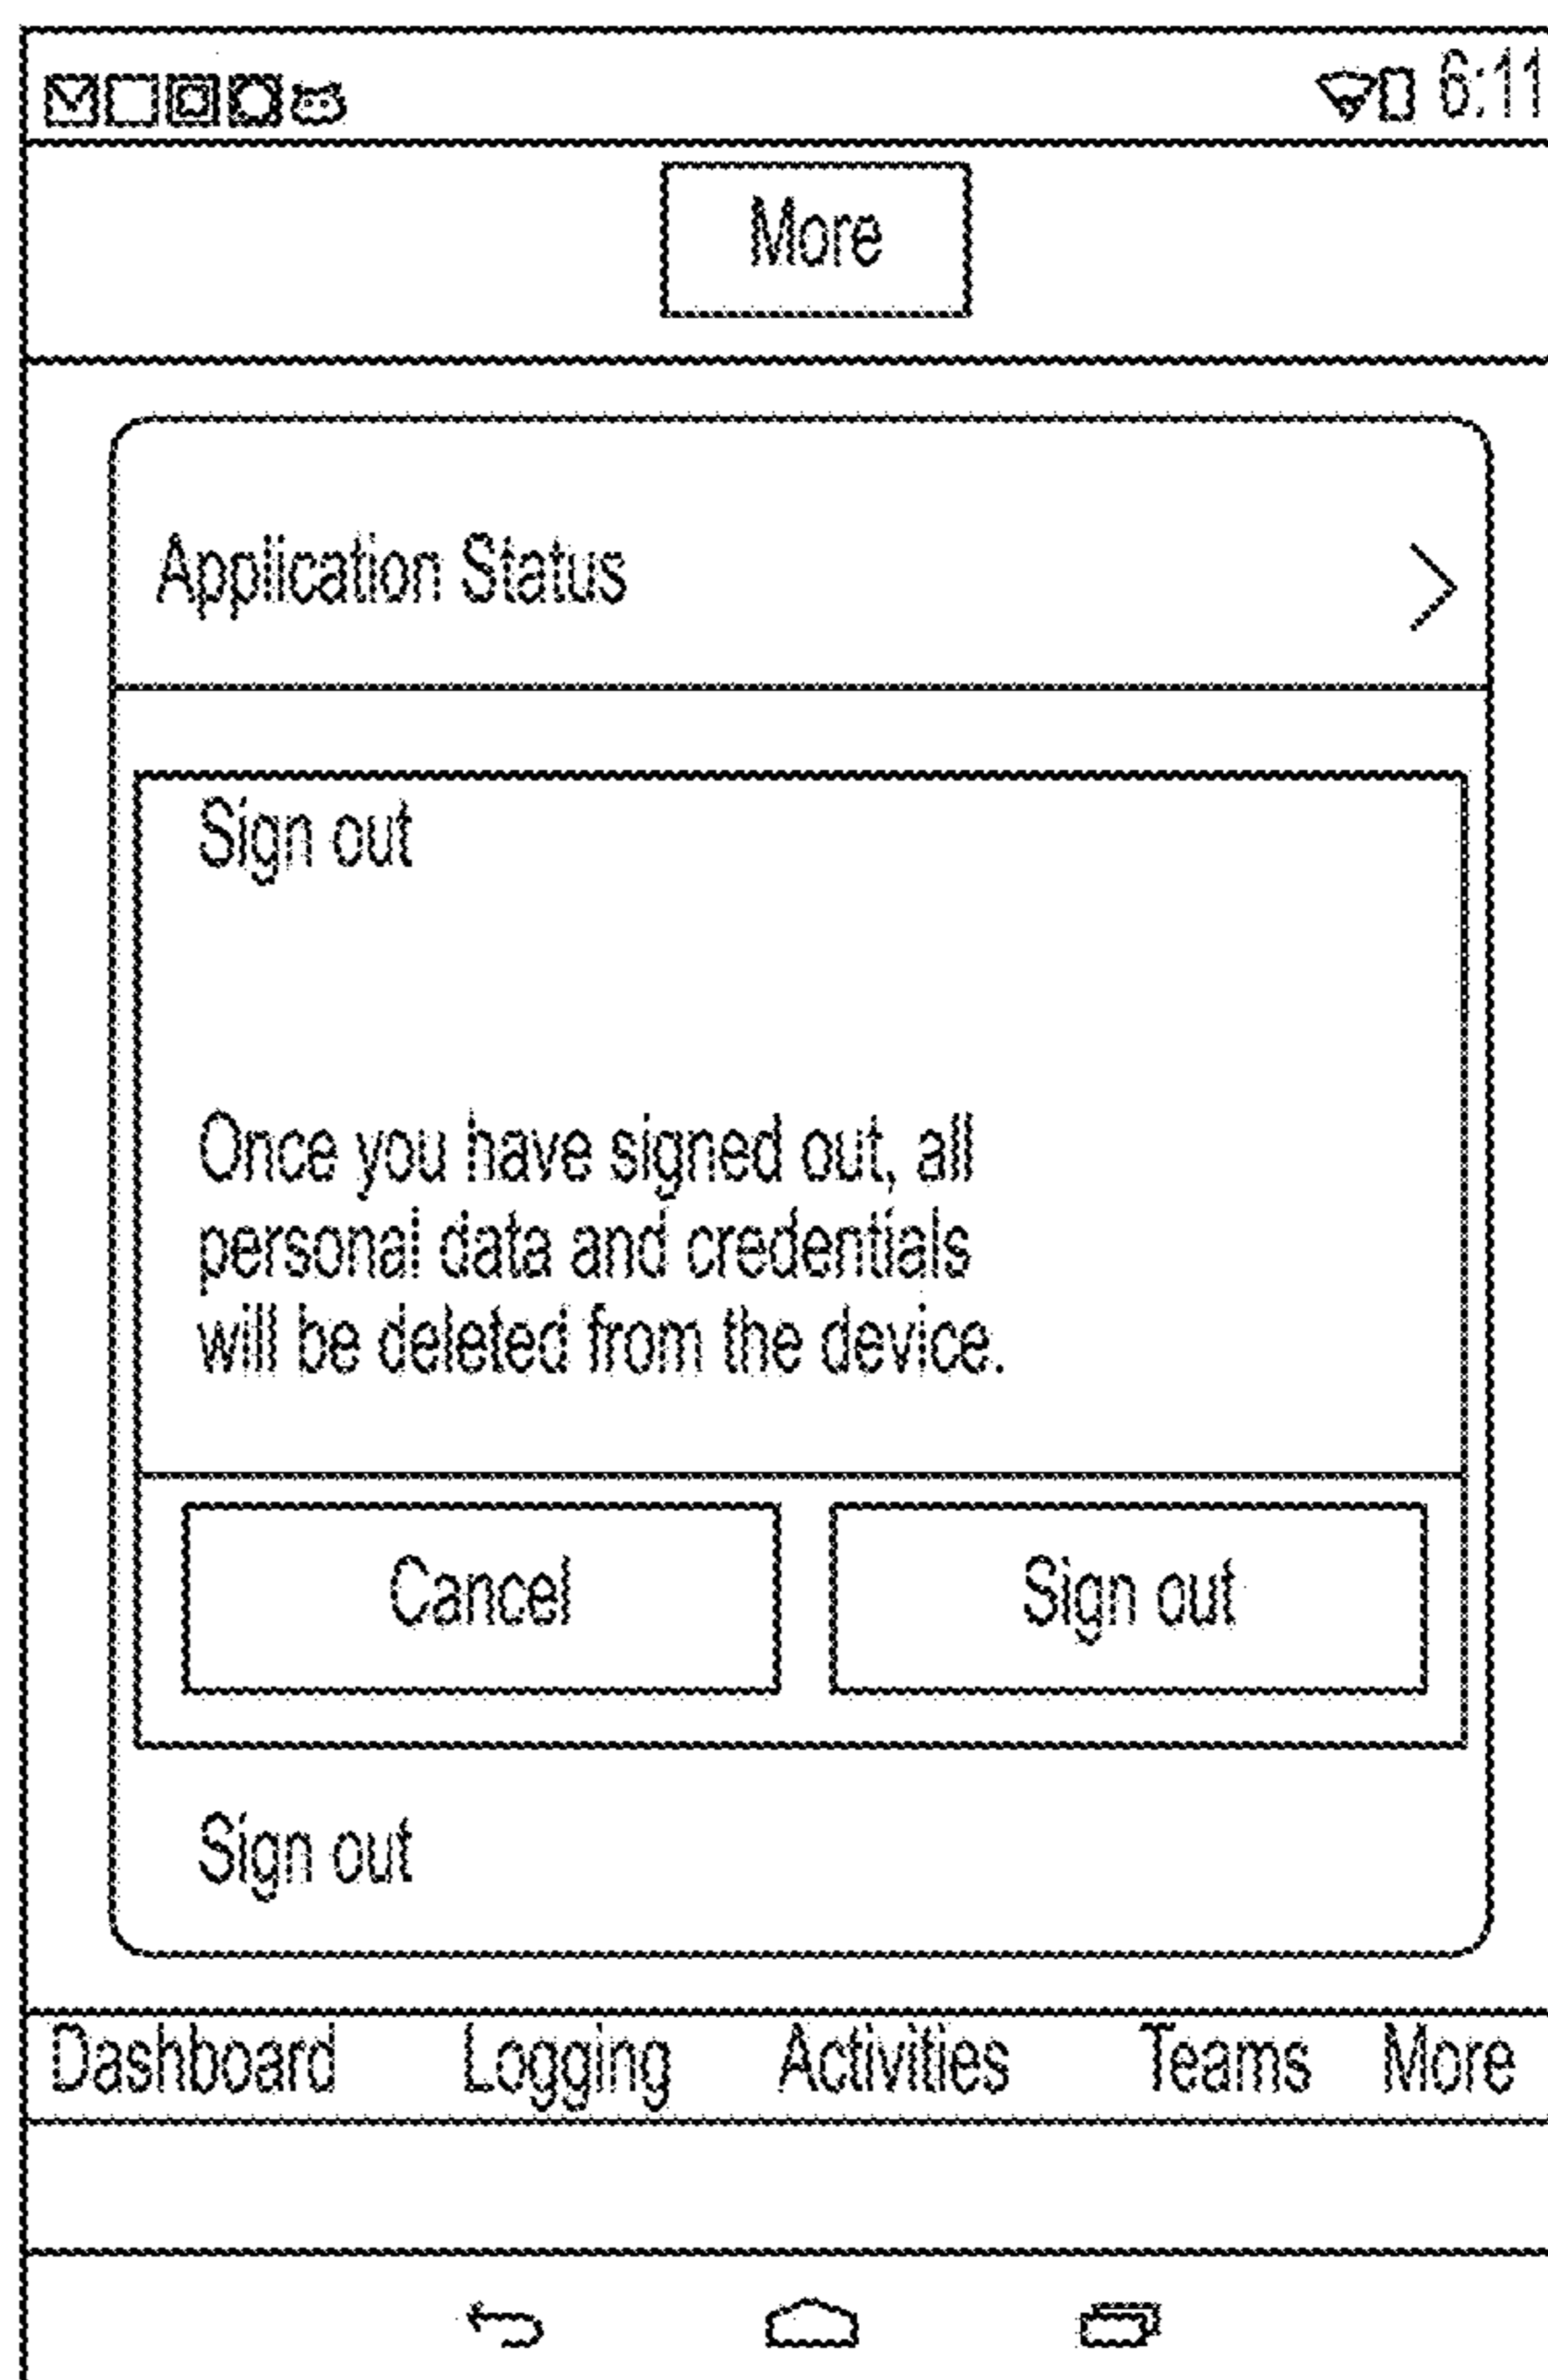 6:11
More
Application Status
Sign out
Once you have signed out, all
personal data and credentials
will be deleted from the device.
Cancel Sign out
Sign out
Dashboard Logging Activities Teams More